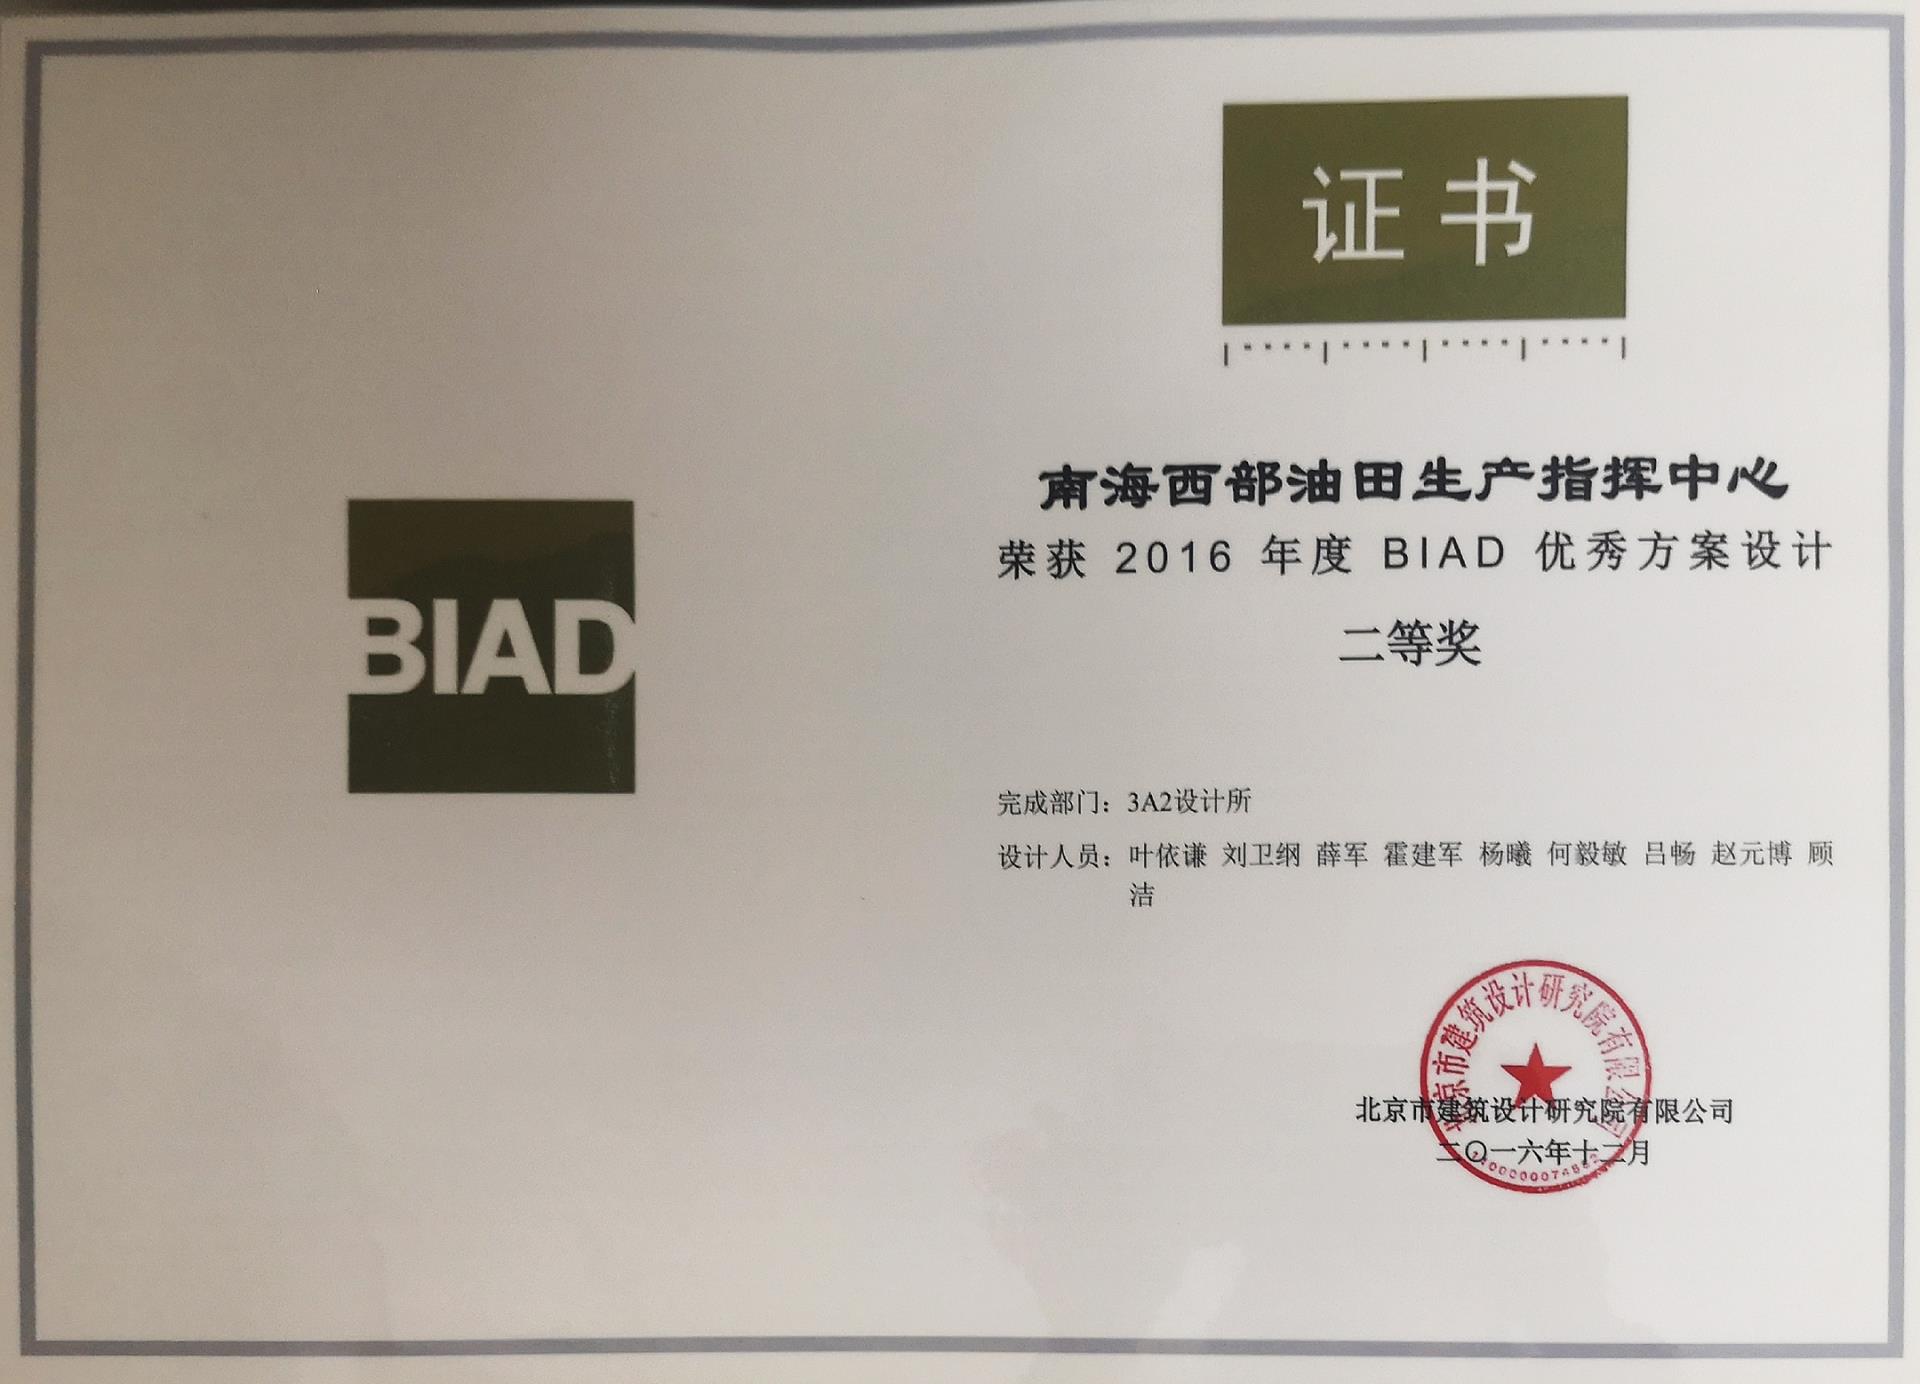 证书
BIAD
南海西部油田生产指挥中心
荣获 2016 年度 BIAD 优秀方案设计
二等奖
完成部门：3A2设计所
设计人员：叶依谦 刘卫纲 薛军 霍建军 杨曦 何毅敏 吕畅 赵元博 顾
洁
北京市建筑设计研究院有限公司
北京市建筑设计研究院有限公司
二〇一六年十二月